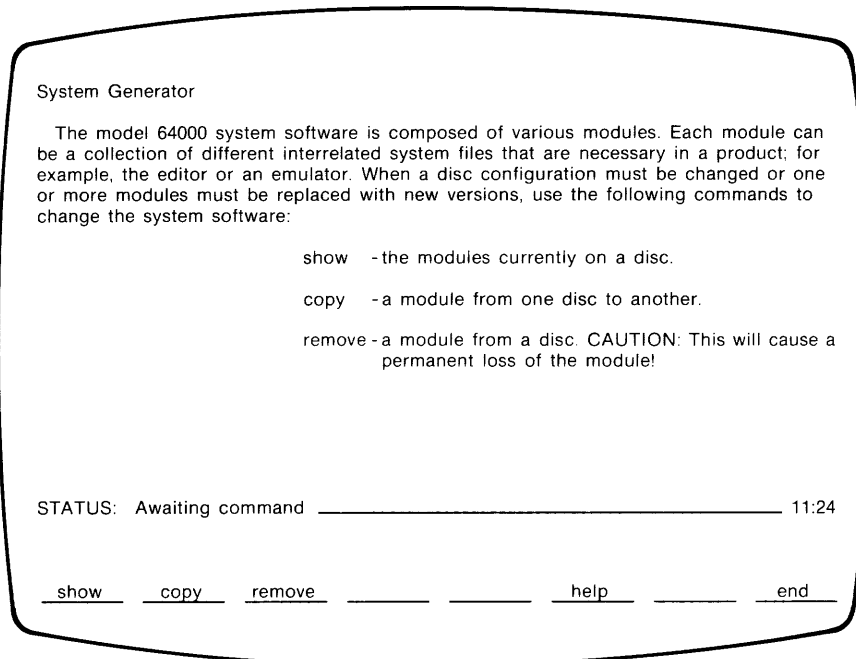 System Generator
The model 64000 system software is composed of various modules. Each module can
be a collection of different interrelated system files that are necessary in a product; for
example, the editor or an emulator. When a disc configuration must be changed or one
or more modules must be replaced with new versions, use the following commands to
change the system software:
show - the modules currently on a disc.
copy - a module from one disc to another.
remove - a module from a disc. CAUTION: This will cause a
permanent loss of the module!
STATUS: Awaiting command 11:24
show copy remove help end